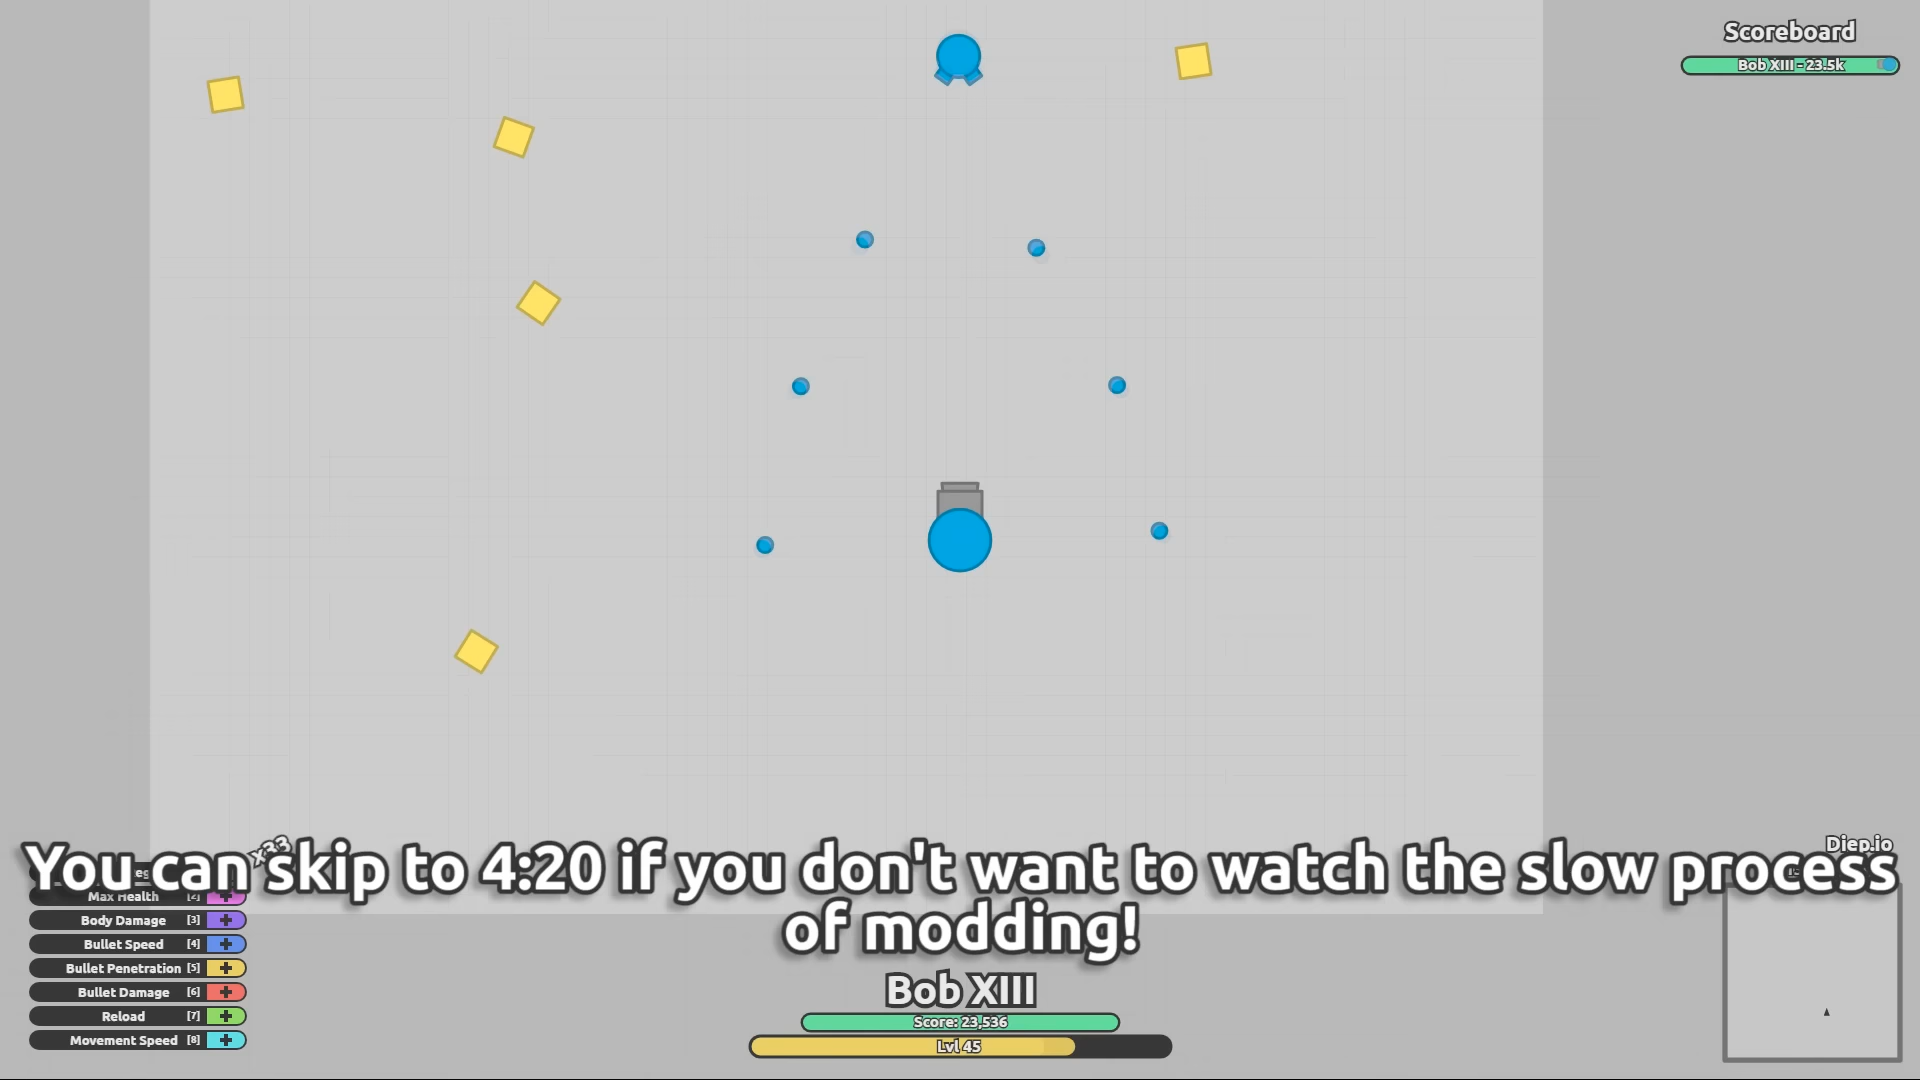 Scoreboard
Bob XIII - 23.5k
x33
Diep.io
You can skip to 4:20 if you don't want to watch the slow process
of modding!
Max Health [2]
Body Damage [3]
Bullet Speed [4]
Bullet Penetration [5]
Bullet Damage [6]
Reload [7]
Movement Speed [8]
Bob XIII
Score: 23,536
Lvl 45